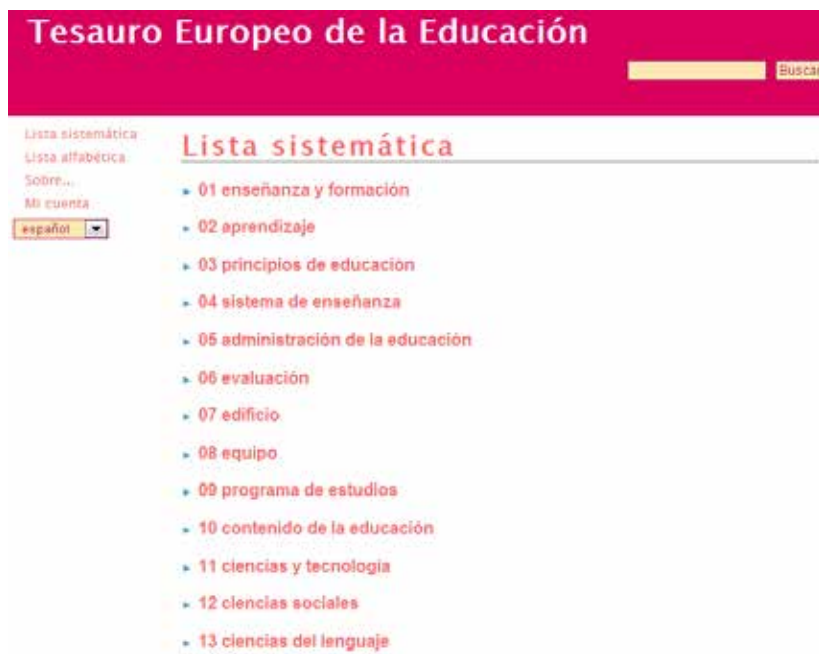 Tesauro Europeo de la Educación
Buscar
Lista sistemática
Lista alfabética
Sobre...
Mi cuenta
español
Lista sistemática
01 enseñanza y formación
02 aprendizaje
03 principios de educación
04 sistema de enseñanza
05 administración de la educación
06 evaluación
07 edificio
08 equipo
09 programa de estudios
10 contenido de la educación
11 ciencias y tecnología
12 ciencias sociales
13 ciencias del lenguaje